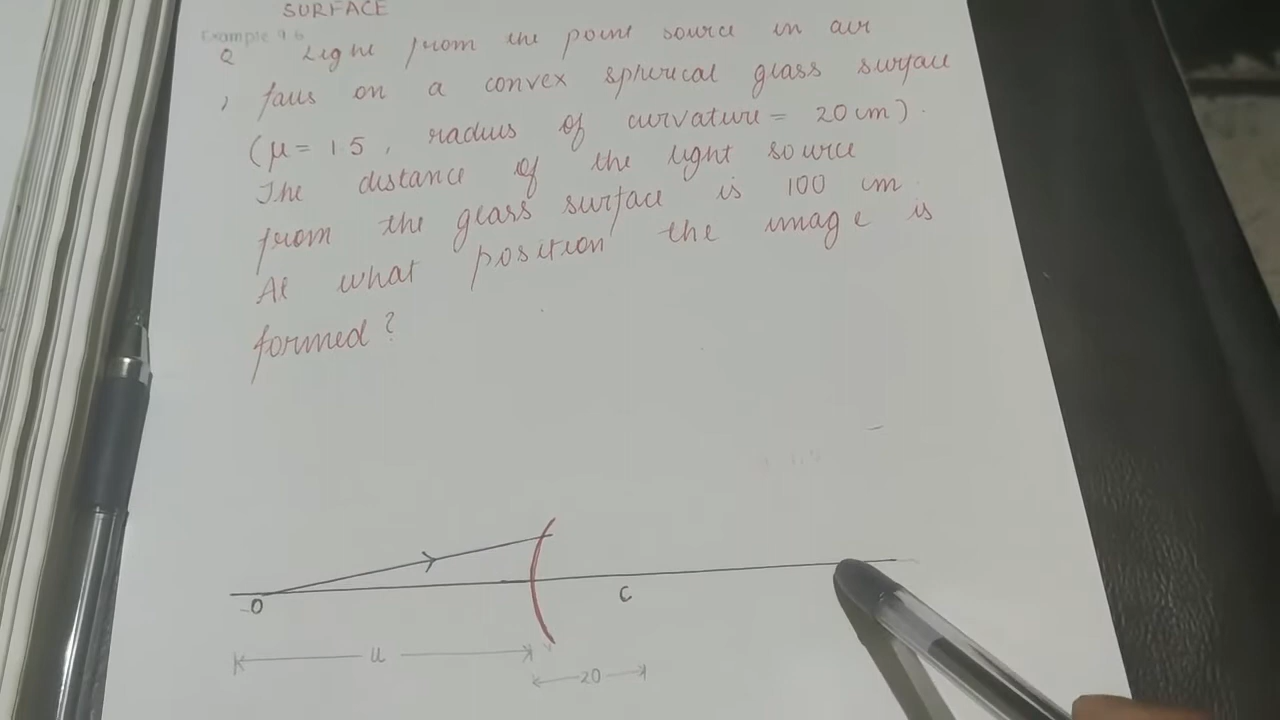 SURFACE
Example 9.6
Q Light from the point source in air
, falls on a convex spherical glass surface
(μ = 1.5, radius of curvature = 20 cm).
The distance of the light source
from the glass surface is 100 cm
At what position the image is
formed?
O
C
u
20